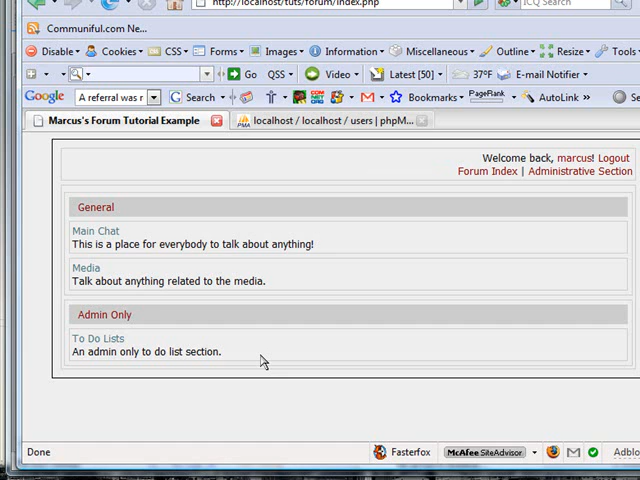 http://localhost/tuts/forum/index.php
ICQ Search
Communiful.com Ne...
Disable Cookies CSS Forms Images Information Miscellaneous Outline Resize Tools
Go QSS Video Latest [50] 37°F E-mail Notifier
Google A referral was r Search Bookmarks PageRank AutoLink » Se
Marcus's Forum Tutorial Example
localhost / localhost / users | phpM...
Welcome back, marcus! Logout
Forum Index | Administrative Section
General
Main Chat
This is a place for everybody to talk about anything!
Media
Talk about anything related to the media.
Admin Only
To Do Lists
An admin only to do list section.
Done Fasterfox McAfee SiteAdvisor Adblo